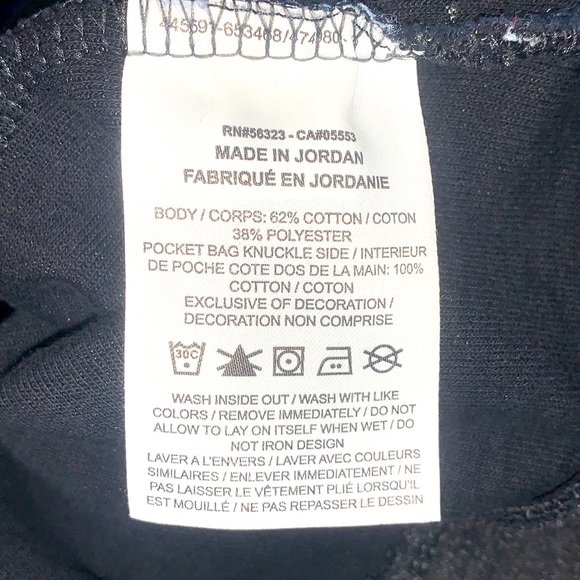 RN#56323 - CA#05553
MADE IN JORDAN
FABRIQUÉ EN JORDANIE
BODY / CORPS: 62% COTTON / COTON
38% POLYESTER
POCKET BAG KNUCKLE SIDE / INTERIEUR
DE POCHE COTE DOS DE LA MAIN: 100%
COTTON / COTON
EXCLUSIVE OF DECORATION /
DECORATION NON COMPRISE
30C
WASH INSIDE OUT / WASH WITH LIKE
COLORS / REMOVE IMMEDIATELY / DO NOT
ALLOW TO LAY ON ITSELF WHEN WET / DO
NOT IRON DESIGN
LAVER A L'ENVERS / LAVER AVEC COULEURS
SIMILAIRES / ENLEVER IMMEDIATEMENT / NE
PAS LAISSER LE VÊTEMENT PLIÉ LORSQU'IL
EST MOUILLÉ / NE PAS REPASSER LE DESSIN